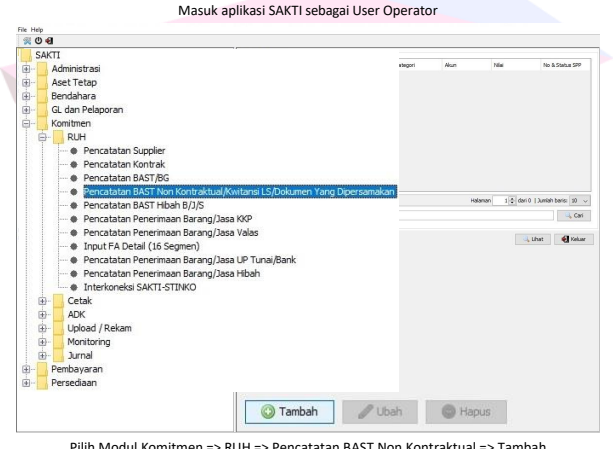 Masuk aplikasi SAKTI sebagai User Operator
File Help
SAKTI
Administrasi
Aset Tetap
Bendahara
GL dan Pelaporan
Komitmen
RUH
Pencatatan Supplier
Pencatatan Kontrak
Pencatatan BAST/BG
Pencatatan BAST Non Kontraktual/Kwitansi LS/Dokumen Yang Dipersamakan
Pencatatan BAST Hibah B/J/S
Pencatatan Penerimaan Barang/Jasa KKP
Pencatatan Penerimaan Barang/Jasa Valas
Input FA Detail (16 Segmen)
Pencatatan Penerimaan Barang/Jasa UP Tunai/Bank
Pencatatan Penerimaan Barang/Jasa Hibah
Interkoneksi SAKTI-STINKO
Cetak
ADK
Upload / Rekam
Monitoring
Jurnal
Pembayaran
Persediaan
ategori Akun Nilai No & Status SPP
Halaman 1 dari 0 | Jumlah baris: 10
Cari
Lihat Keluar
Tambah Ubah Hapus
Pilih Modul Komitmen => RUH => Pencatatan BAST Non Kontraktual => Tambah